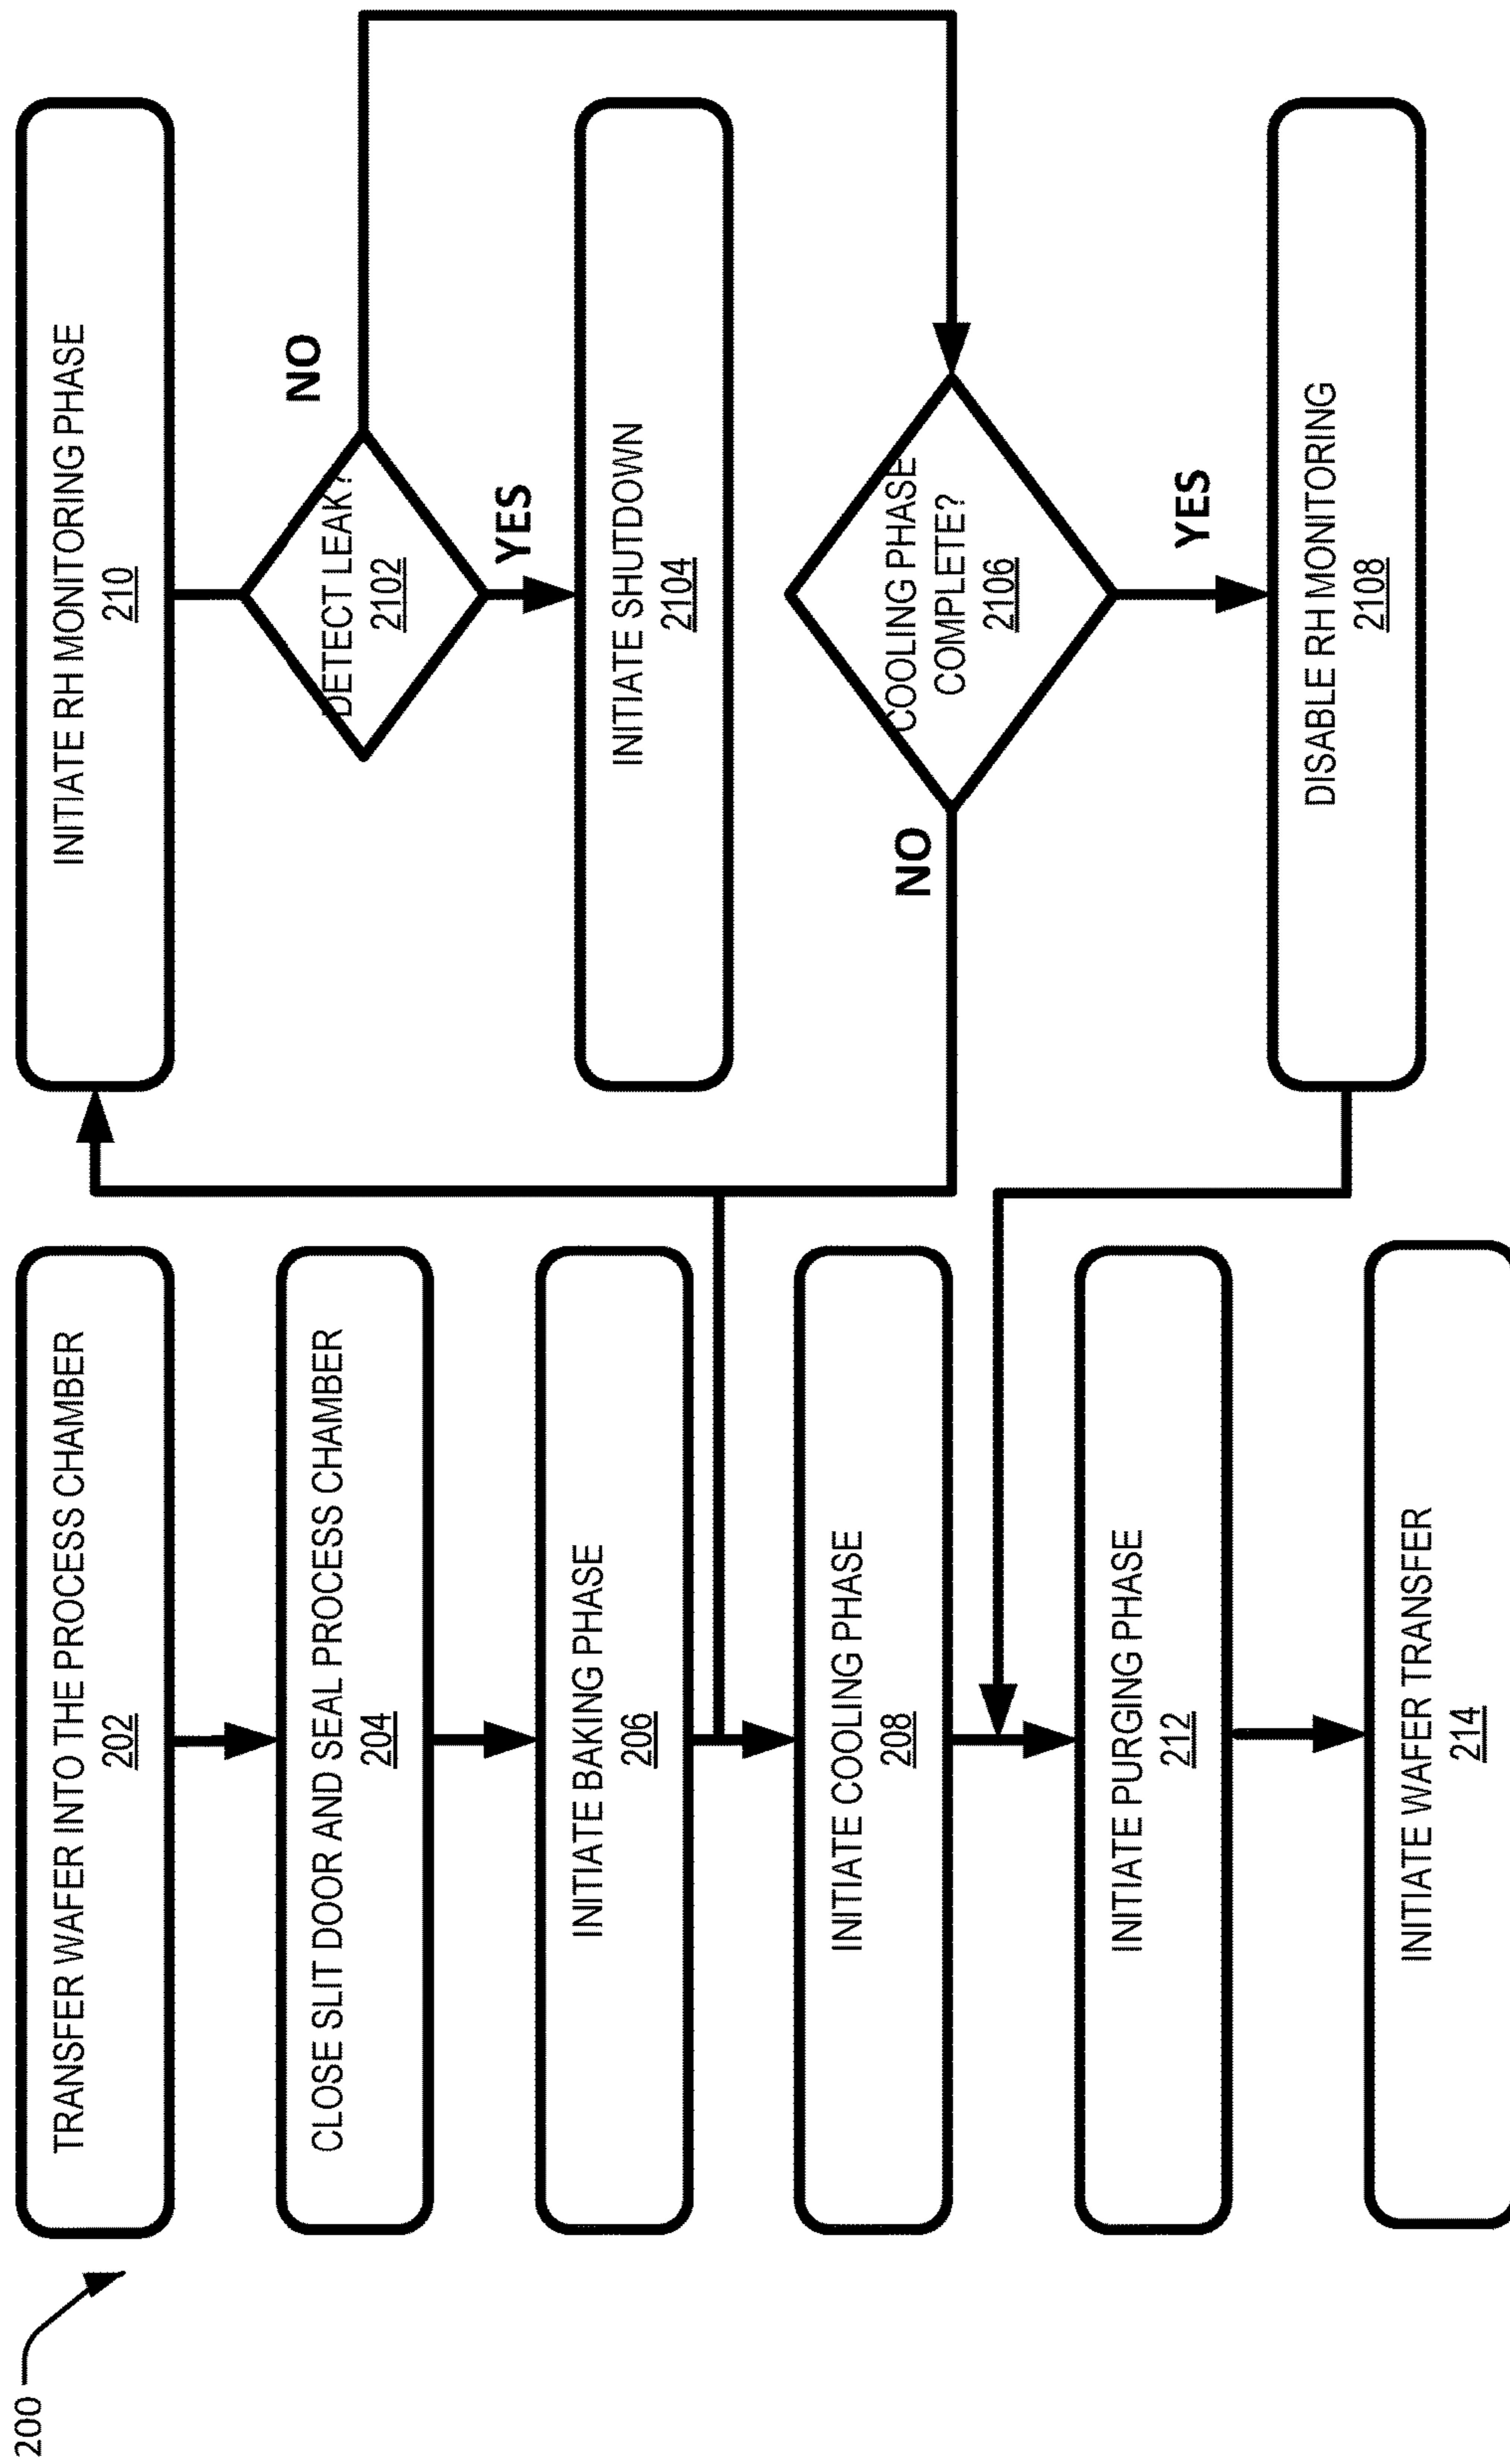 200
TRANSFER WAFER INTO THE PROCESS CHAMBER
202
CLOSE SLIT DOOR AND SEAL PROCESS CHAMBER
204
INITIATE BAKING PHASE
206
INITIATE COOLING PHASE
208
INITIATE PURGING PHASE
212
INITIATE WAFER TRANSFER
214
INITIATE RH MONITORING PHASE
210
DETECT LEAK?
2102
NO
YES
INITIATE SHUTDOWN
2104
COOLING PHASE
COMPLETE?
2106
NO
YES
DISABLE RH MONITORING
2108